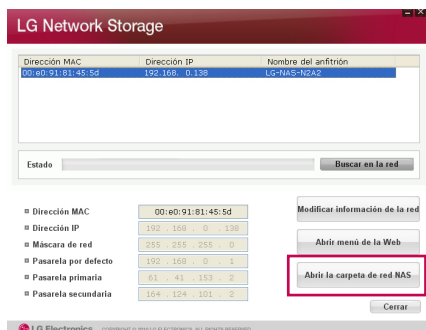 LG Network Storage
Dirección MAC Dirección IP Nombre del anfitrión
00:e0:91:81:45:5d 192.168. 0.138 LG-NAS-N2A2
Estado Buscar en la red
Dirección MAC 00:e0:91:81:45:5d
Modificar información de la red
Dirección IP 192 . 168 . 0 . 138
Máscara de red 255 . 255 . 255 . 0
Abrir menú de la Web
Pasarela por defecto 192 . 168 . 0 . 1
Pasarela primaria 61 . 41 . 153 . 2
Abrir la carpeta de red NAS
Pasarela secundaria 164 . 124 . 101 . 2
Cerrar
LG Electronics